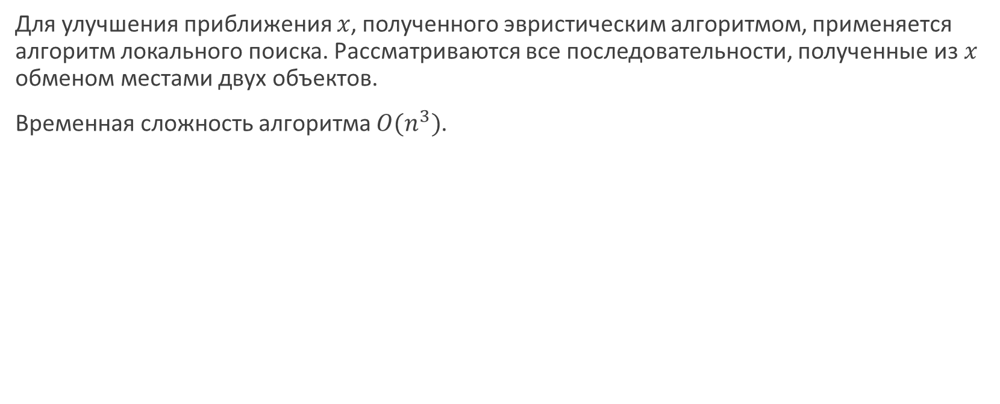 Для улучшения приближения x, полученного эвристическим алгоритмом, применяется
алгоритм локального поиска. Рассматриваются все последовательности, полученные из x
обменом местами двух объектов.
Временная сложность алгоритма O(n³).